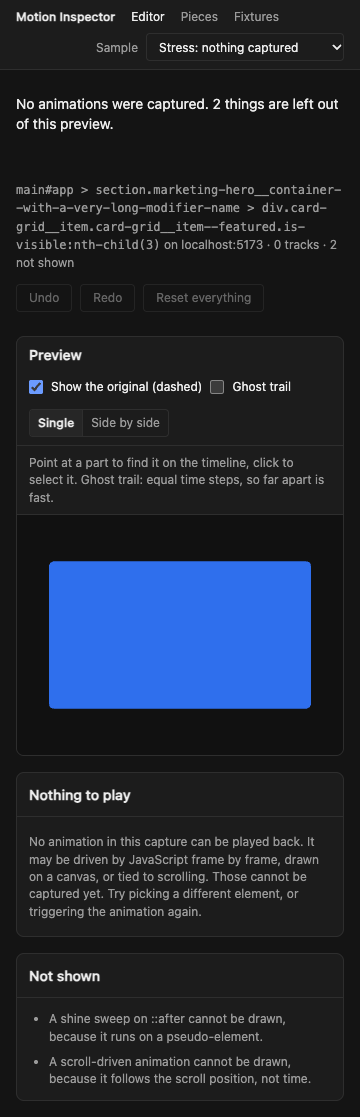 Motion Inspector Editor Pieces Fixtures
Sample Stress: nothing captured
No animations were captured. 2 things are left out
of this preview.
main#app > section.marketing-hero__container-
-with-a-very-long-modifier-name > div.card-
grid__item.card-grid__item--featured.is-
visible:nth-child(3) on localhost:5173 · 0 tracks · 2
not shown
Undo Redo Reset everything
Preview
Show the original (dashed) Ghost trail
Single Side by side
Point at a part to find it on the timeline, click to
select it. Ghost trail: equal time steps, so far apart is
fast.
Nothing to play
No animation in this capture can be played back. It
may be driven by JavaScript frame by frame, drawn
on a canvas, or tied to scrolling. Those cannot be
captured yet. Try picking a different element, or
triggering the animation again.
Not shown
• A shine sweep on ::after cannot be drawn,
because it runs on a pseudo-element.
• A scroll-driven animation cannot be drawn,
because it follows the scroll position, not time.